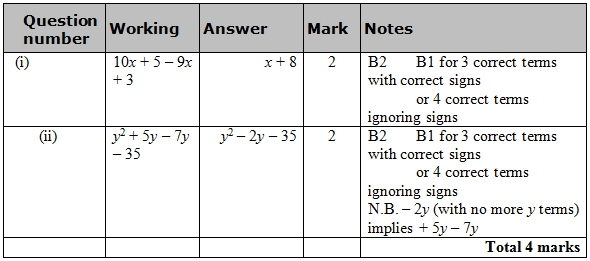 Question number Working Answer Mark Notes
(i) 10x + 5 – 9x + 3 x + 8 2 B2 B1 for 3 correct terms
with correct signs
or 4 correct terms
ignoring signs
(ii) y² + 5y – 7y – 35 y² – 2y – 35 2 B2 B1 for 3 correct terms
with correct signs
or 4 correct terms
ignoring signs
N.B. – 2y (with no more y terms)
implies + 5y – 7y
Total 4 marks